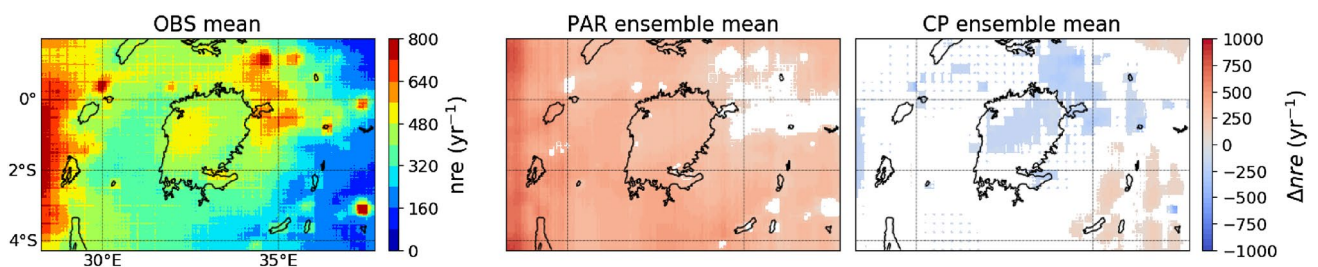 OBS mean
PAR ensemble mean
CP ensemble mean
0°
2°S
4°S
30°E
35°E
800
640
480
320
160
0
nre (yr⁻¹)
1000
750
500
250
0
−250
−500
−750
−1000
Δnre (yr⁻¹)